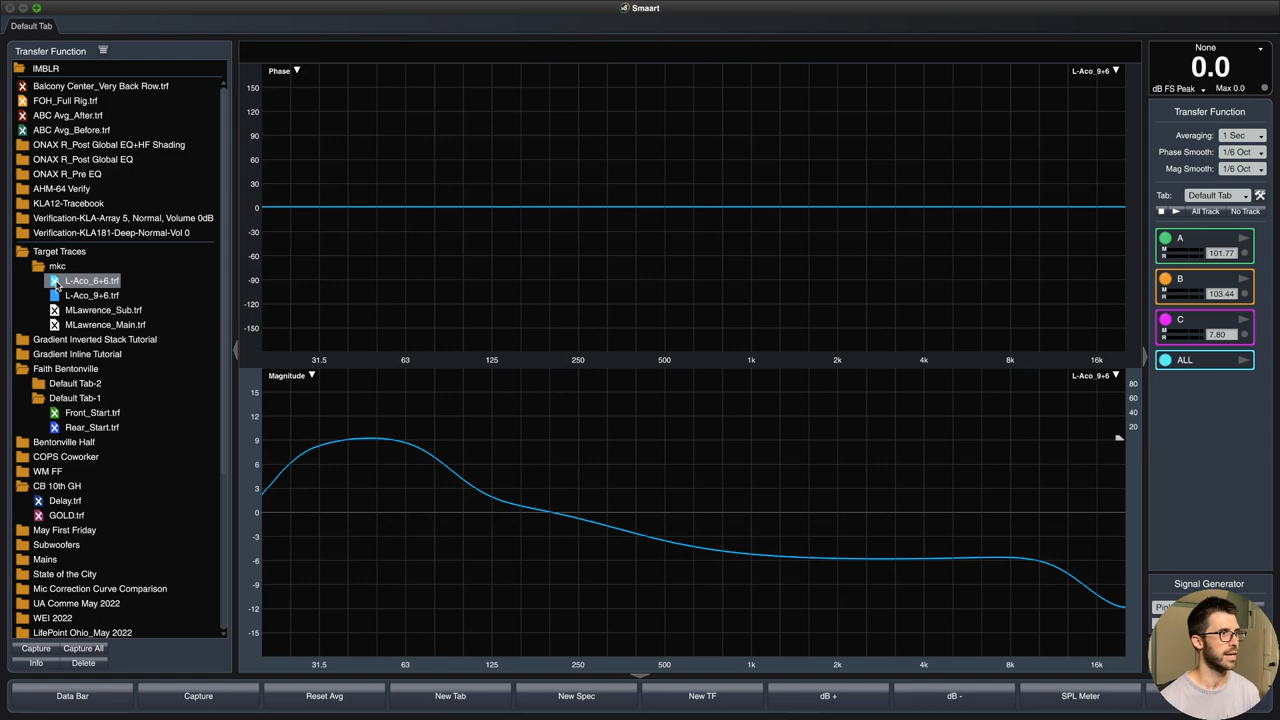 Smaart
Default Tab
Transfer Function
IMBLR
Balcony Center_Very Back Row.trf
FOH_Full Rig.trf
ABC Avg_After.trf
ABC Avg_Before.trf
ONAX R_Post Global EQ+HF Shading
ONAX R_Post Global EQ
ONAX R_Pre EQ
AHM-64 Verify
KLA12-Tracebook
Verification-KLA-Array 5, Normal, Volume 0dB
Verification-KLA181-Deep-Normal-Vol 0
Target Traces
mkc
L-Aco_6+6.trf
L-Aco_9+6.trf
MLawrence_Sub.trf
MLawrence_Main.trf
Gradient Inverted Stack Tutorial
Gradient Inline Tutorial
Faith Bentonville
Default Tab-2
Default Tab-1
Front_Start.trf
Rear_Start.trf
Bentonville Half
COPS Coworker
WM FF
CB 10th GH
Delay.trf
GOLD.trf
May First Friday
Subwoofers
Mains
State of the City
Mic Correction Curve Comparison
UA Comme May 2022
WEI 2022
LifePoint Ohio_May 2022
Capture Capture All
Info Delete
Phase L-Aco_9+6
150
120
90
60
30
0
-30
-60
-90
-120
-150
31.5 63 125 250 500 1k 2k 4k 8k 16k
Magnitude L-Aco_9+6
15
12
9
6
3
0
-3
-6
-9
-12
-15
80
60
40
20
31.5 63 125 250 500 1k 2k 4k 8k 16k
None
0.0
dB FS Peak Max 0.0
Transfer Function
Averaging: 1 Sec
Phase Smooth: 1/6 Oct
Mag Smooth: 1/6 Oct
Tab: Default Tab
All Track No Track
A
M
R
101.77
B
M
R
103.44
C
M
R
7.80
ALL
Signal Generator
Data Bar Capture Reset Avg New Tab New Spec New TF dB + dB - SPL Meter